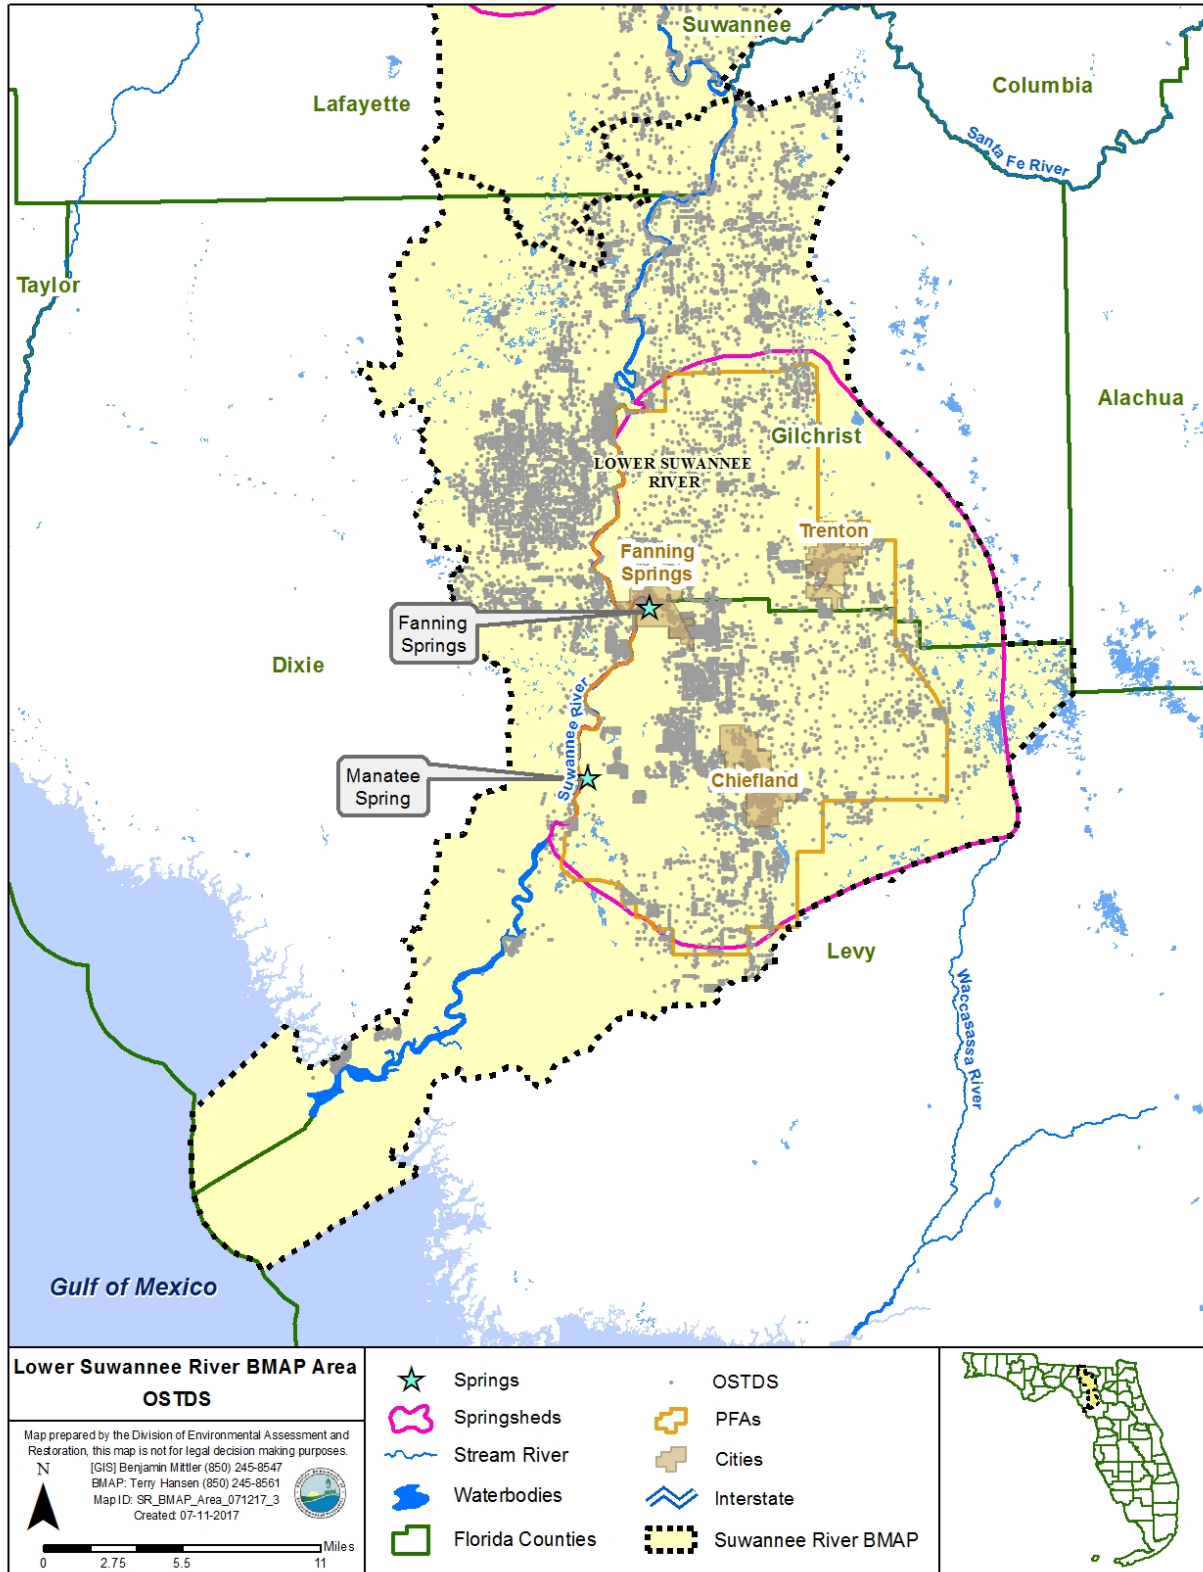 Suwannee
Columbia
Lafayette
Santa Fe River
Taylor
Alachua
Gilchrist
LOWER SUWANNEE
RIVER
Trenton
Fanning
Springs
Fanning
Springs
Dixie
Suwannee River
Manatee
Spring
Chiefland
Levy
Waccasassa River
Gulf of Mexico
Lower Suwannee River BMAP Area
OSTDS
Map prepared by the Division of Environmental Assessment and
Restoration, this map is not for legal decision making purposes.
[GIS] Benjamin Mittler (850) 245-8547
BMAP: Terry Hansen (850) 245-8561
Map ID: SR_BMAP_Area_071217_3
Created: 07-11-2017
N
Miles
0 2.75 5.5 11
Springs
Springsheds
Stream River
Waterbodies
Florida Counties
OSTDS
PFAs
Cities
Interstate
Suwannee River BMAP